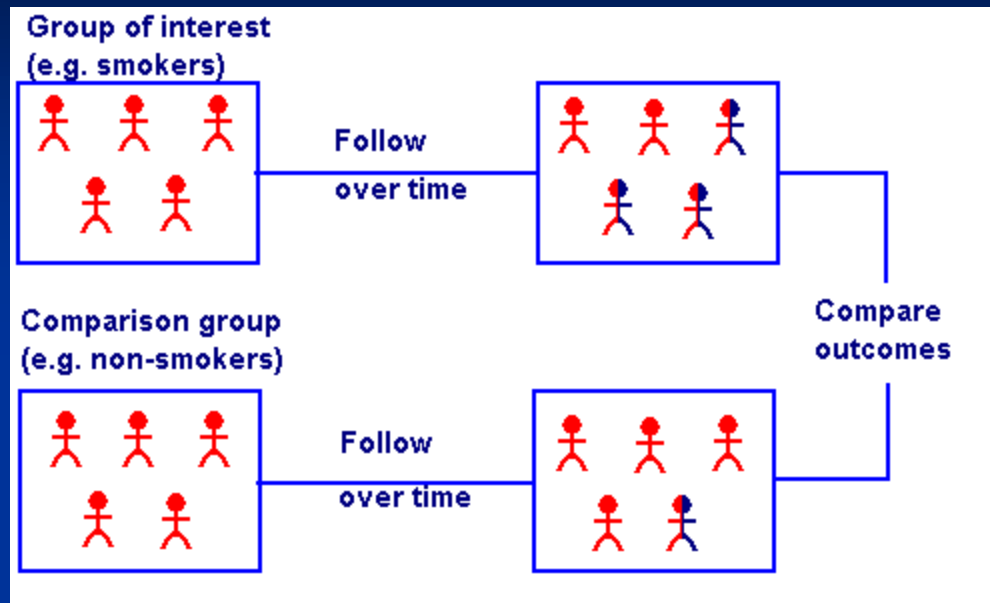 Group of interest
(e.g. smokers)
Follow
over time
Compare
outcomes
Comparison group
(e.g. non-smokers)
Follow
over time